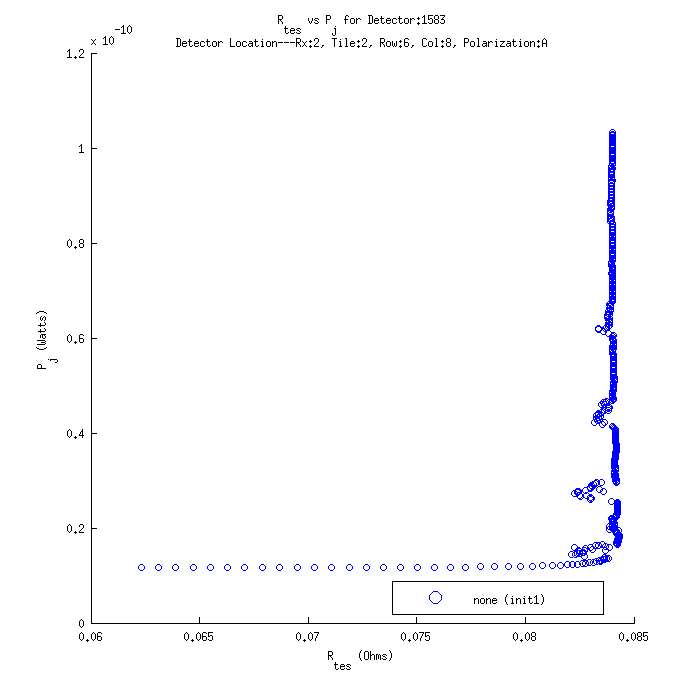 R_tes vs P_j for Detector:1583
Detector Location---Rx:2, Tile:2, Row:6, Col:8, Polarization:A
x 10^-10
1.2
1
0.8
0.6
0.4
0.2
0
P_j (Watts)
0.06 0.065 0.07 0.075 0.08 0.085
R_tes (Ohms)
none (init1)